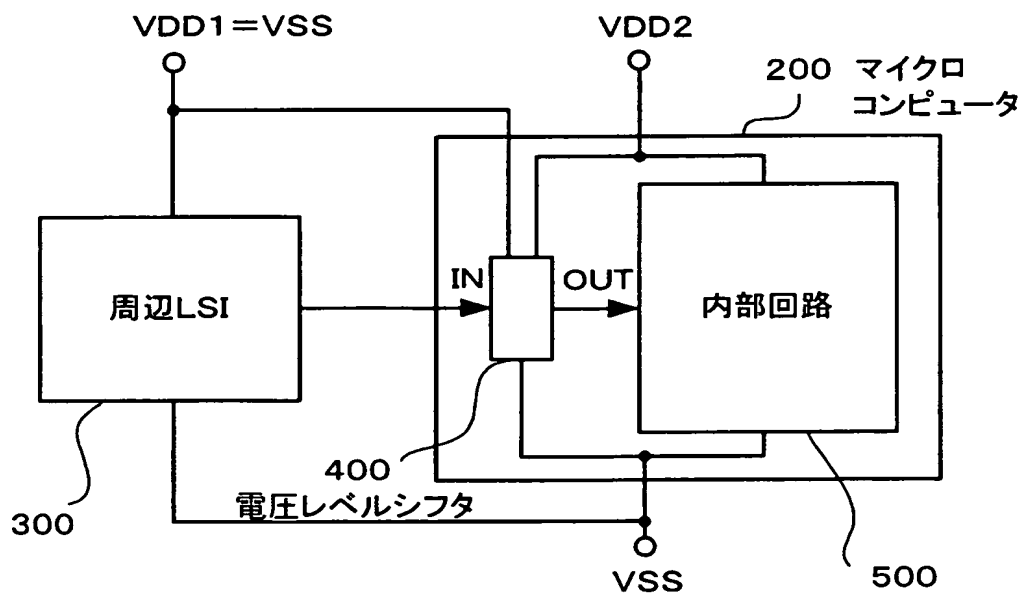 VDD1=VSS
VDD2
200 マイクロ
コンピュータ
周辺LSI
IN
OUT
内部回路
400
電圧レベルシフタ
300
VSS
500